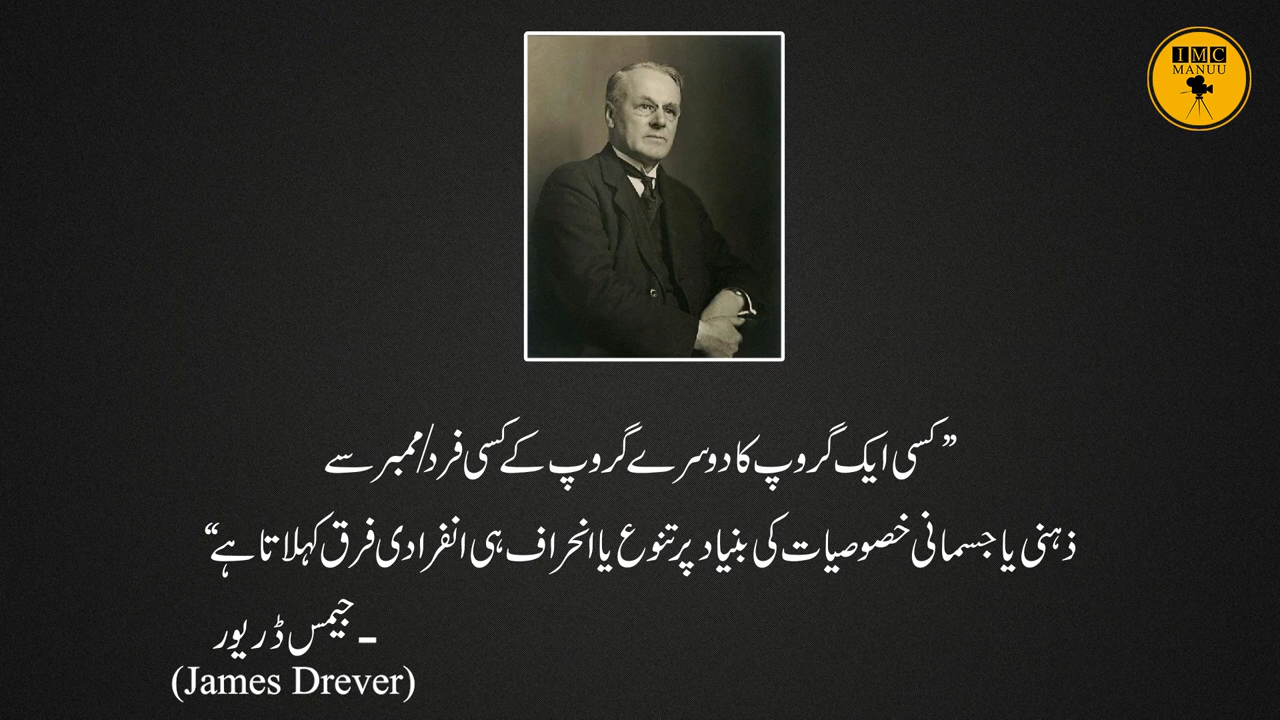 IMC
MANUU
”کسی ایک گروپ کا دوسرے گروپ کے کسی فرد/ممبر سے
ذہنی یا جسمانی خصوصیات کی بنیاد پر تنوع یا انحراف ہی انفرادی فرق کہلاتا ہے“
- جیمس ڈریور
(James Drever)